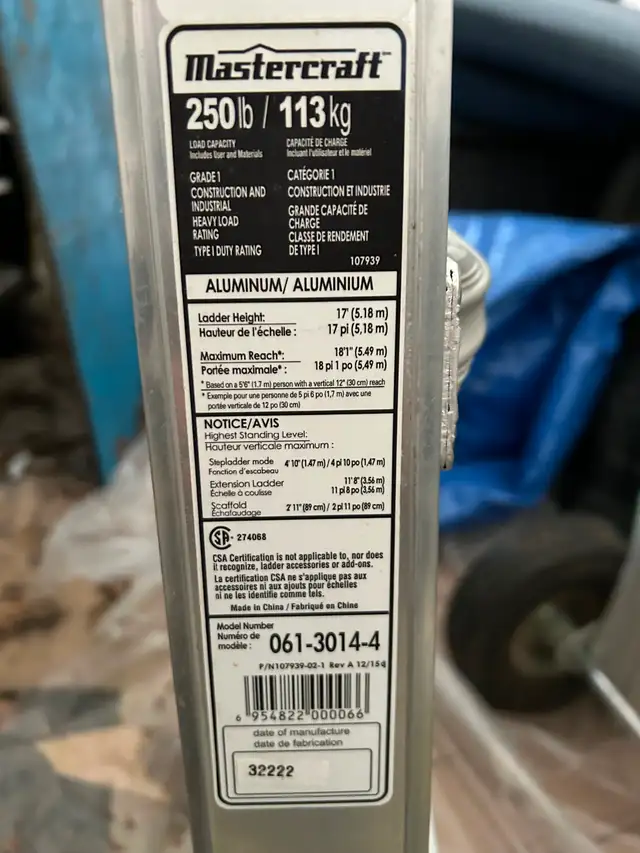 Mastercraft
250lb / 113kg
LOAD CAPACITY
Includes User and Materials
CAPACITÉ DE CHARGE
Incluant l'utilisateur et le matériel
GRADE 1
CONSTRUCTION AND
INDUSTRIAL
HEAVY LOAD
RATING
TYPE I DUTY RATING
CATÉGORIE 1
CONSTRUCTION ET INDUSTRIE
GRANDE CAPACITÉ DE
CHARGE
CLASSE DE RENDEMENT
DE TYPE I
107939
ALUMINUM/ ALUMINIUM
Ladder Height: 17' (5,18 m)
Hauteur de l'échelle : 17 pi (5,18 m)
Maximum Reach*: 18'1" (5.49 m)
Portée maximale* : 18 pi 1 po (5,49 m)
* Based on a 5'6" (1.7 m) person with a vertical 12" (30 cm) reach
* Exemple pour une personne de 5 pi 6 po (1,7 m) avec une
portée verticale de 12 po (30 cm)
NOTICE/AVIS
Highest Standing Level:
Hauteur verticale maximum :
Stepladder mode 4' 10" (1.47 m) / 4 pi 10 po (1,47 m)
Fonction d'escabeau
Extension Ladder 11'8" (3.56 m)
Échelle à coulisse 11 pi 8 po (3,56 m)
Scaffold 2' 11" (89 cm) / 2 pi 11 po (89 cm)
Échafaudage
SA - 274068
CSA Certification is not applicable to, nor does
it recognize, ladder accessories or add-ons.
La certification CSA ne s'applique pas aux
accessoires ni aux ajouts pour échelles
ni ne les identifie comme tels.
Made in China / Fabriqué en Chine
Model Number
Numéro de
modèle : 061-3014-4
P/N107939-02-1 Rev A 12/15
6 954822 000066
date of manufacture
date de fabrication
32222